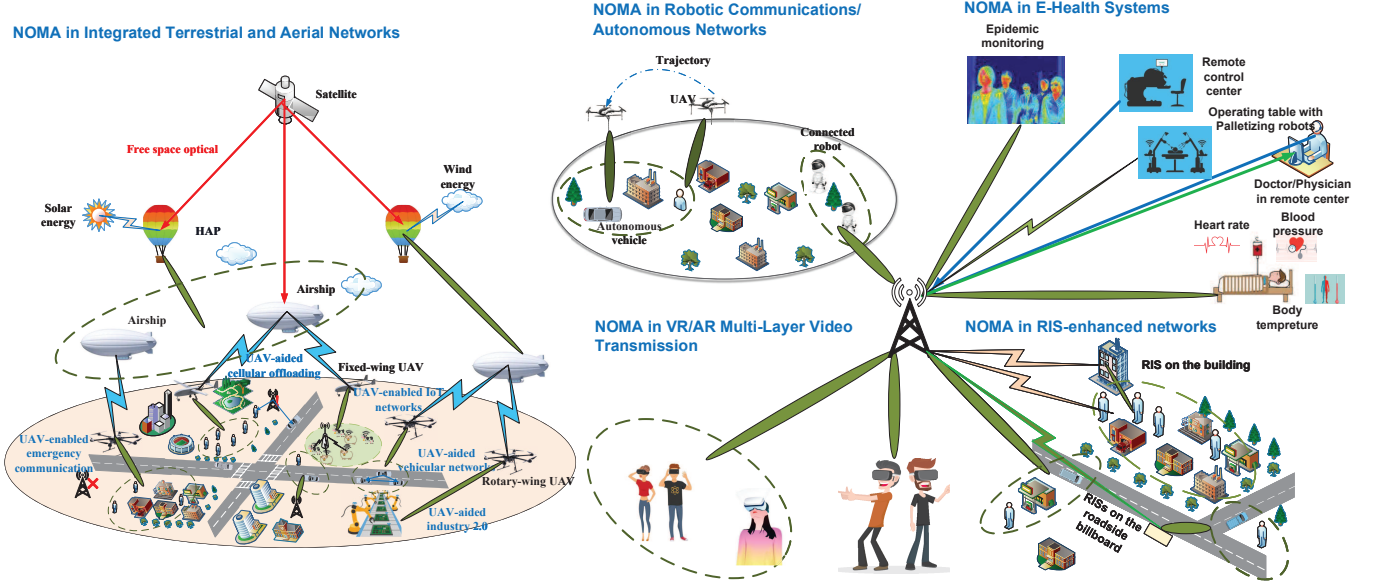 NOMA in Integrated Terrestrial and Aerial Networks
Satellite
Free space optical
Wind
energy
Solar
energy
HAP
Airship
Airship
UAV-aided
cellular offloading
Fixed-wing UAV
UAV-enabled IoT
networks
UAV-enabled
emergency
communication
UAV-aided
vehicular network
Rotary-wing UAV
UAV-aided
industry 2.0
NOMA in Robotic Communications/
Autonomous Networks
Trajectory
UAV
Connected
robot
Autonomous
vehicle
NOMA in E-Health Systems
Epidemic
monitoring
Remote
control
center
Operating table with
Palletizing robots
Doctor/Physician
in remote center
Heart rate
Blood
pressure
Body
tempreture
NOMA in VR/AR Multi-Layer Video
Transmission
NOMA in RIS-enhanced networks
RIS on the building
RISs on the
roadside
billboard